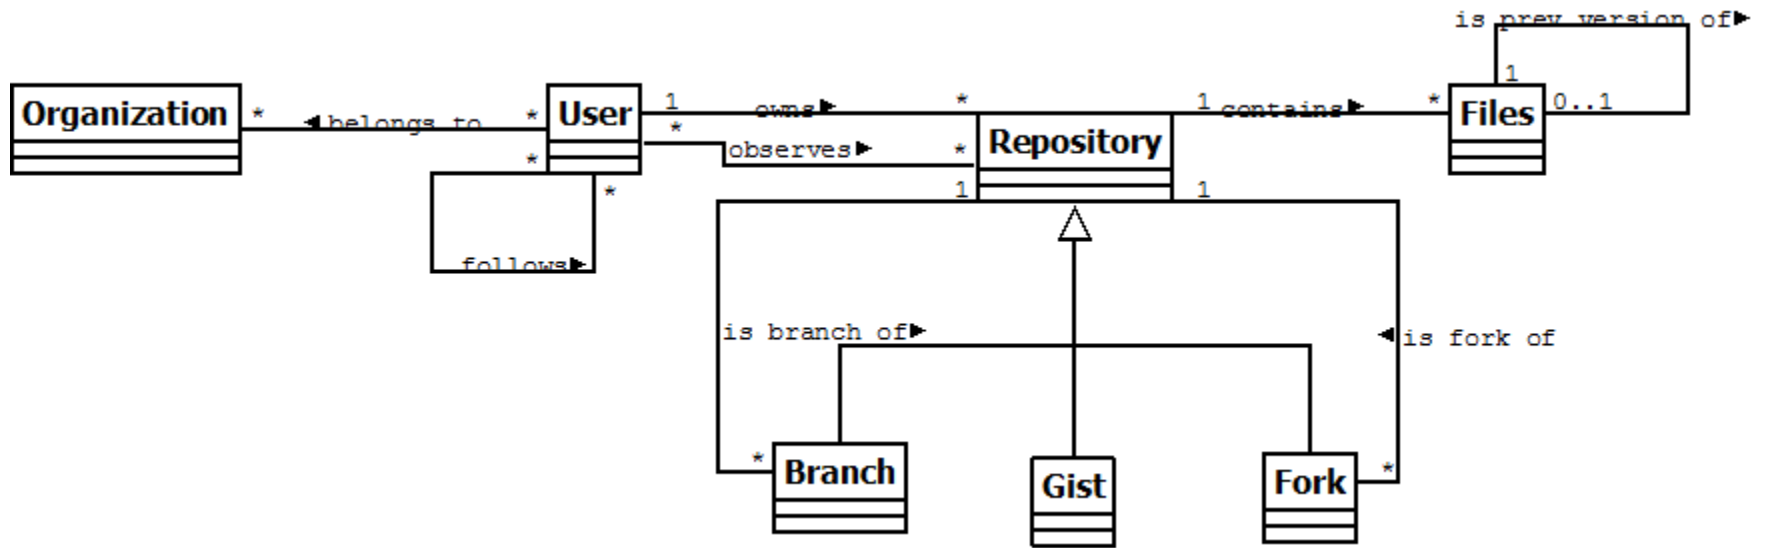 is prev version of▶
1
Organization
*
◀ belongs to
*
User
1
owns▶
*
1
contains▶
*
Files
0..1
*
observes▶
*
Repository
*
*
1
1
follows▶
is branch of▶
◀ is fork of
*
Branch
Gist
Fork
*